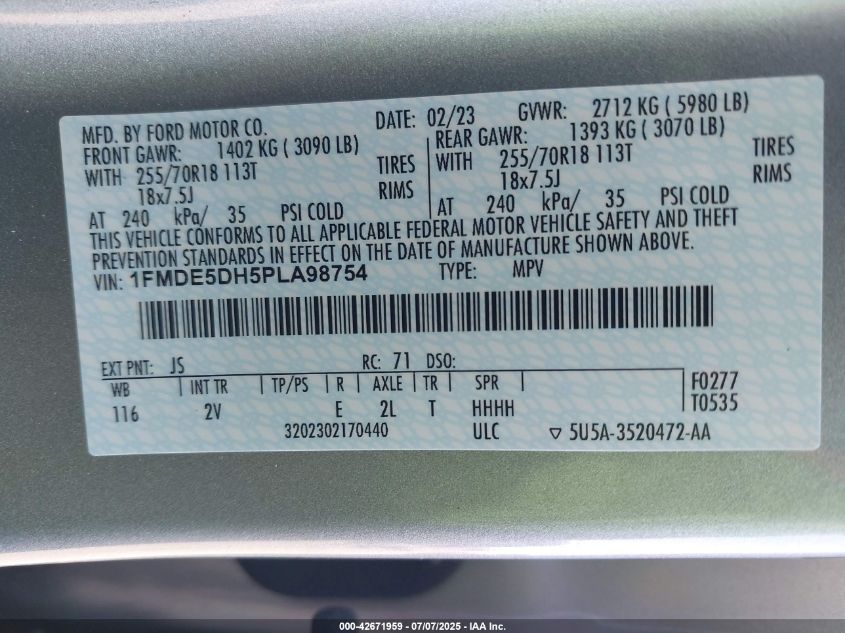 MFD. BY FORD MOTOR CO.
DATE: 02/23 GVWR: 2712 KG ( 5980 LB)
FRONT GAWR: 1402 KG ( 3090 LB)
WITH 255/70R18 113T TIRES
18x7.5J RIMS
AT 240 kPa/ 35 PSI COLD
REAR GAWR: 1393 KG ( 3070 LB)
WITH 255/70R18 113T TIRES
18x7.5J RIMS
AT 240 kPa/ 35 PSI COLD
THIS VEHICLE CONFORMS TO ALL APPLICABLE FEDERAL MOTOR VEHICLE SAFETY AND THEFT
PREVENTION STANDARDS IN EFFECT ON THE DATE OF MANUFACTURE SHOWN ABOVE.
VIN: 1FMDE5DH5PLA98754 TYPE: MPV
EXT PNT: JS RC: 71 DSO:
WB INT TR TP/PS R AXLE TR SPR
116 2V E 2L T HHHH
F0277
T0535
3202302170440 ULC ▽ 5U5A-3520472-AA
000-42671959 - 07/07/2025 - IAA Inc.